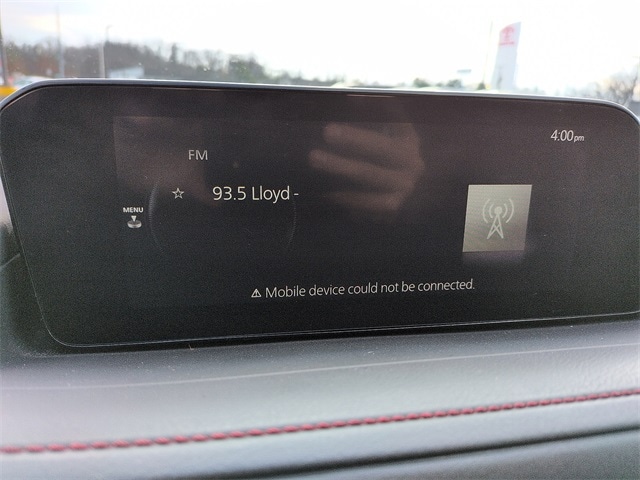 4:00pm
FM
93.5 Lloyd -
MENU
Mobile device could not be connected.